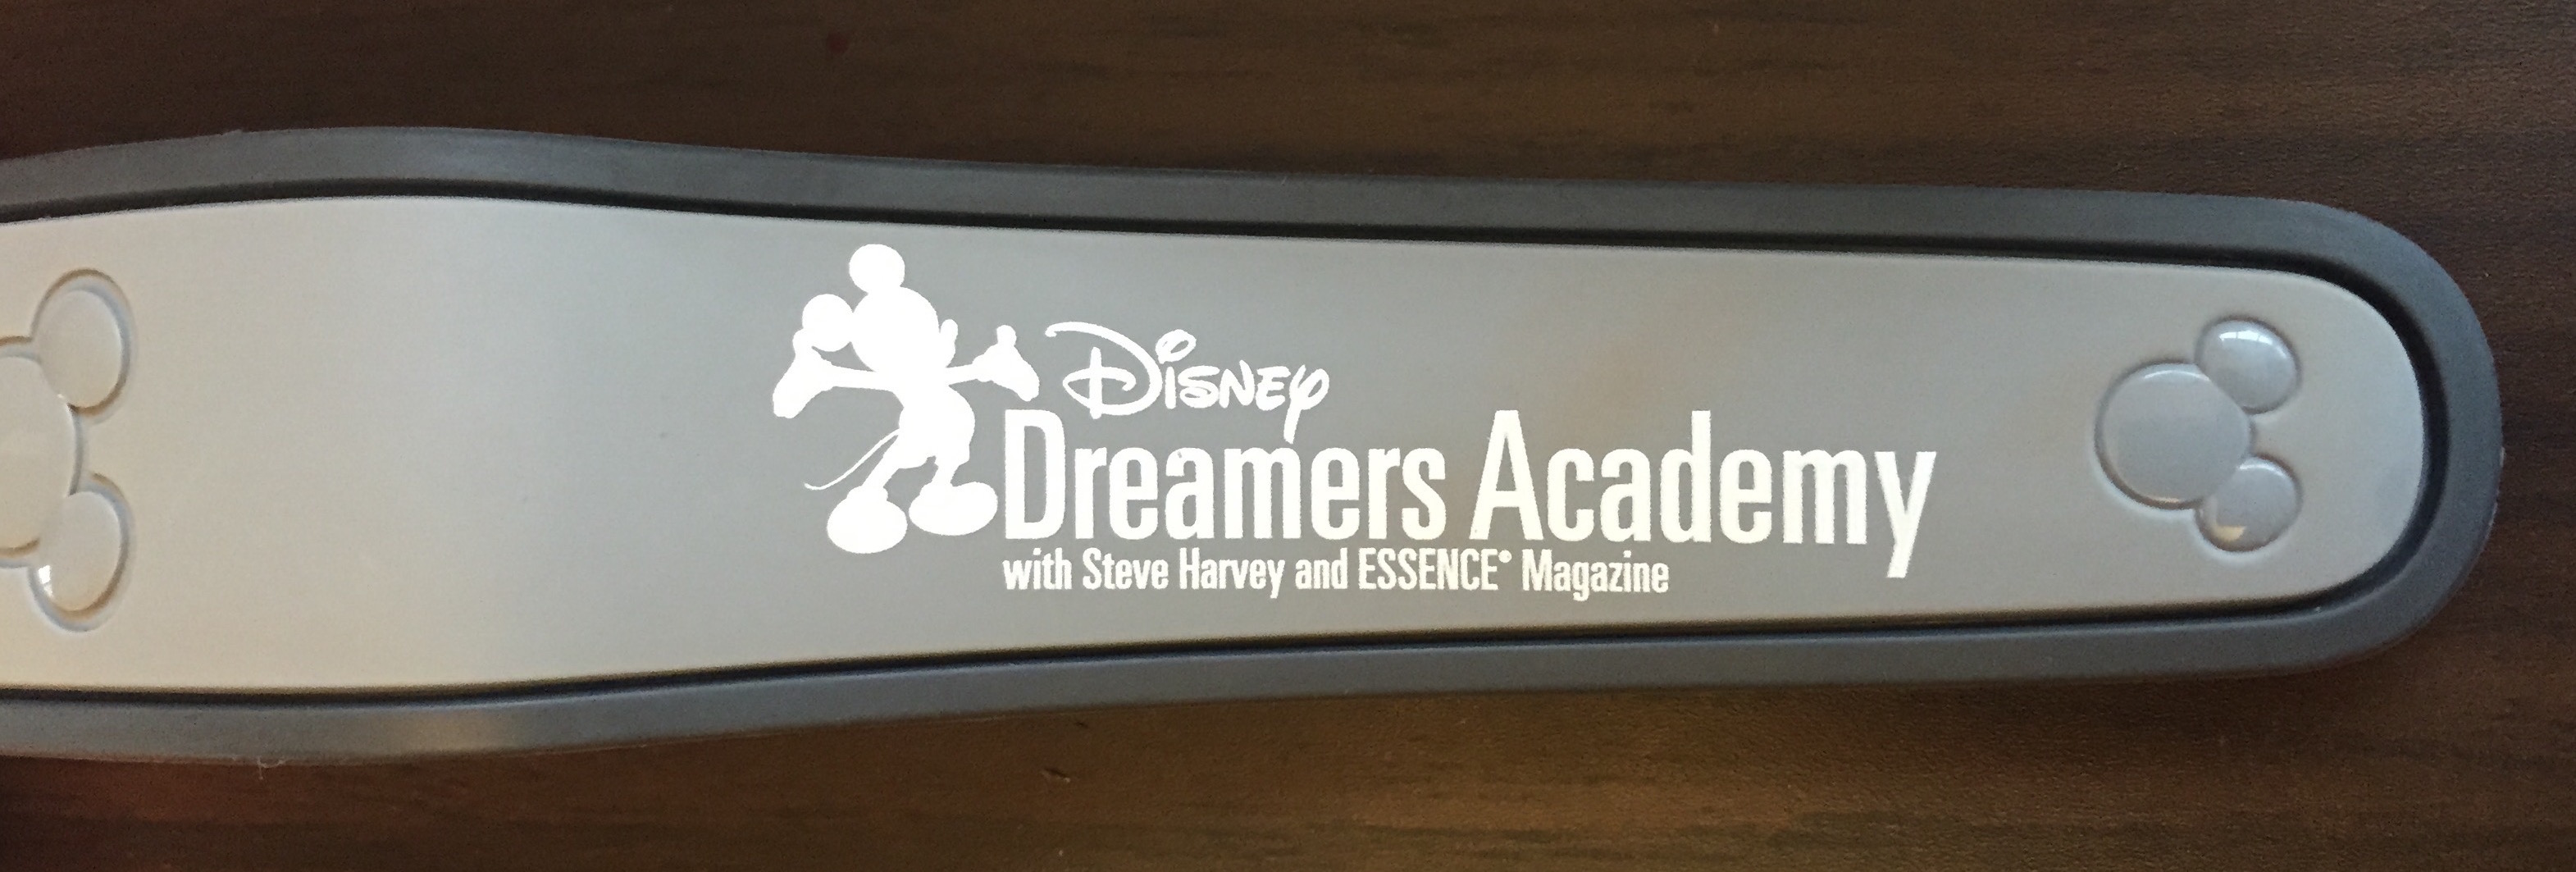 Disney
Dreamers Academy
with Steve Harvey and ESSENCE® Magazine